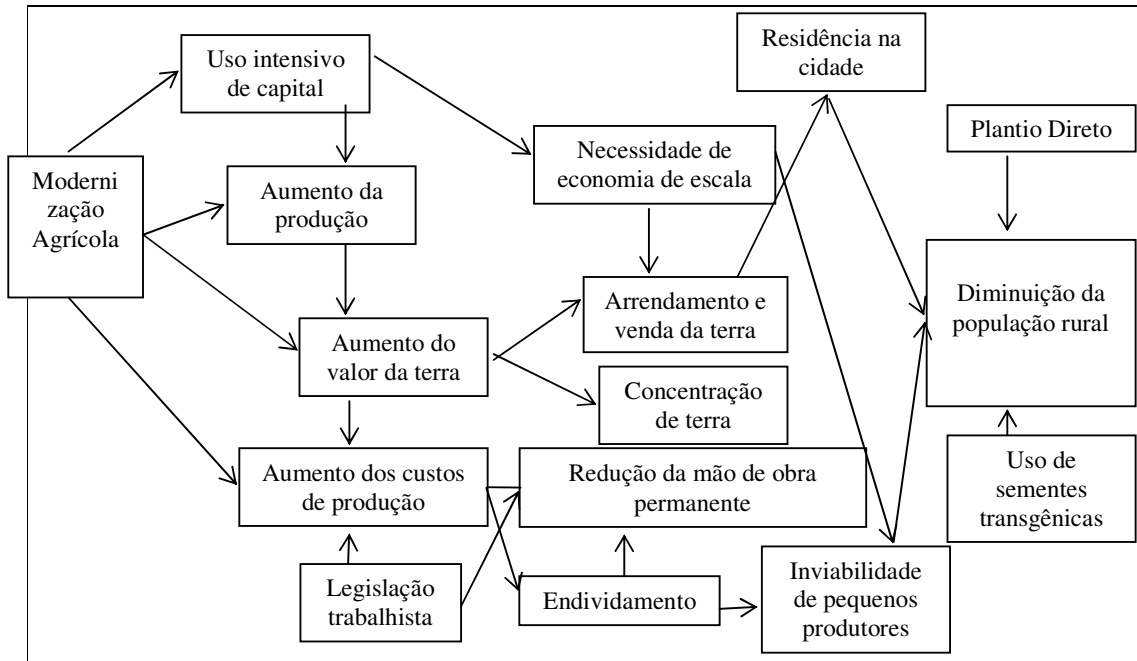 Uso intensivo
de capital
Residência na
cidade
Plantio Direto
Moderni
zação
Agrícola
Aumento da
produção
Necessidade de
economia de escala
Aumento do
valor da terra
Arrendamento e
venda da terra
Diminuição da
população rural
Concentração
de terra
Aumento dos custos
de produção
Redução da mão de obra
permanente
Uso de
sementes
transgênicas
Legislação
trabalhista
Endividamento
Inviabilidade
de pequenos
produtores